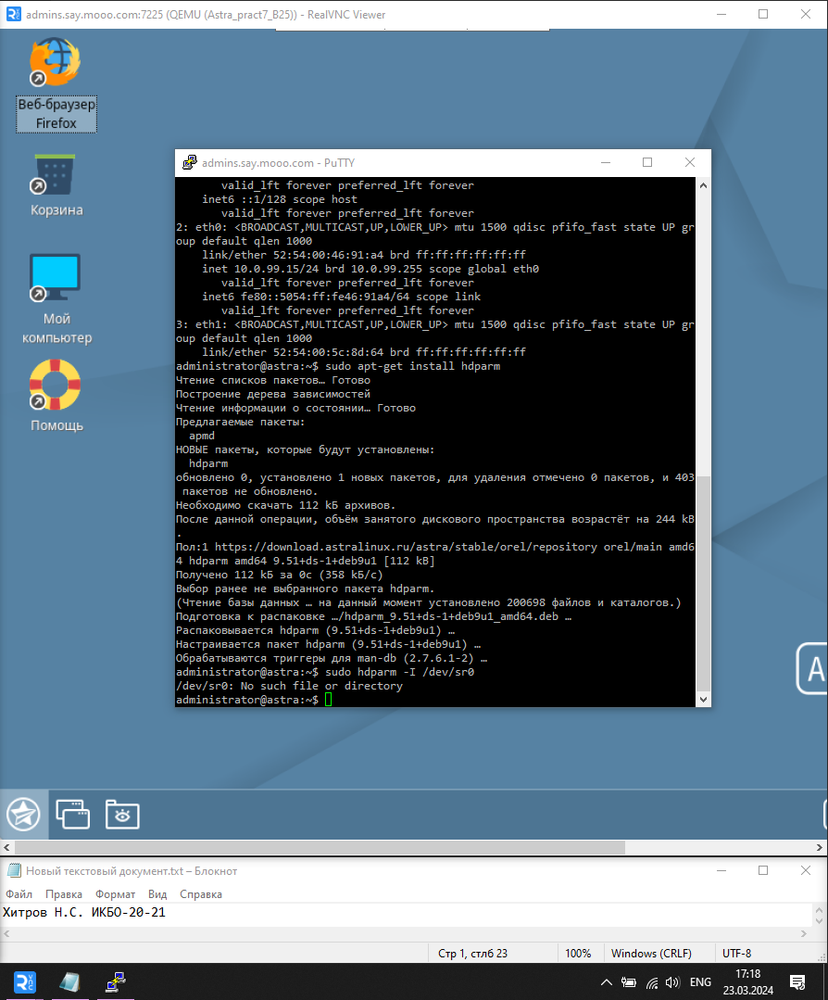 admins.say.mooo.com:7225 (QEMU (Astra_pract7_B25)) - RealVNC Viewer
Веб-браузер
Firefox
Корзина
Мой
компьютер
Помощь
admins.say.mooo.com - PuTTY
valid_lft forever preferred_lft forever
inet6 ::1/128 scope host
valid_lft forever preferred_lft forever
2: eth0: <BROADCAST,MULTICAST,UP,LOWER_UP> mtu 1500 qdisc pfifo_fast state UP gr
oup default qlen 1000
link/ether 52:54:00:46:91:a4 brd ff:ff:ff:ff:ff:ff
inet 10.0.99.15/24 brd 10.0.99.255 scope global eth0
valid_lft forever preferred_lft forever
inet6 fe80::5054:ff:fe46:91a4/64 scope link
valid_lft forever preferred_lft forever
3: eth1: <BROADCAST,MULTICAST,UP,LOWER_UP> mtu 1500 qdisc pfifo_fast state UP gr
oup default qlen 1000
link/ether 52:54:00:5c:8d:64 brd ff:ff:ff:ff:ff:ff
administrator@astra:~$ sudo apt-get install hdparm
Чтение списков пакетов… Готово
Построение дерева зависимостей
Чтение информации о состоянии… Готово
Предлагаемые пакеты:
apmd
НОВЫЕ пакеты, которые будут установлены:
hdparm
обновлено 0, установлено 1 новых пакетов, для удаления отмечено 0 пакетов, и 403
пакетов не обновлено.
Необходимо скачать 112 kБ архивов.
После данной операции, объём занятого дискового пространства возрастёт на 244 kB
.
Пол:1 https://download.astralinux.ru/astra/stable/orel/repository orel/main amd6
4 hdparm amd64 9.51+ds-1+deb9u1 [112 kB]
Получено 112 kБ за 0с (358 kБ/c)
Выбор ранее не выбранного пакета hdparm.
(Чтение базы данных … на данный момент установлено 200698 файлов и каталогов.)
Подготовка к распаковке …/hdparm_9.51+ds-1+deb9u1_amd64.deb …
Распаковывается hdparm (9.51+ds-1+deb9u1) …
Настраивается пакет hdparm (9.51+ds-1+deb9u1) …
Обрабатываются триггеры для man-db (2.7.6.1-2) …
administrator@astra:~$ sudo hdparm -I /dev/sr0
/dev/sr0: No such file or directory
administrator@astra:~$
A
Новый текстовый документ.txt – Блокнот
Файл Правка Формат Вид Справка
Хитров Н.С. ИКБО-20-21
Стр 1, стлб 23 100% Windows (CRLF) UTF-8
ENG 17:18
23.03.2024